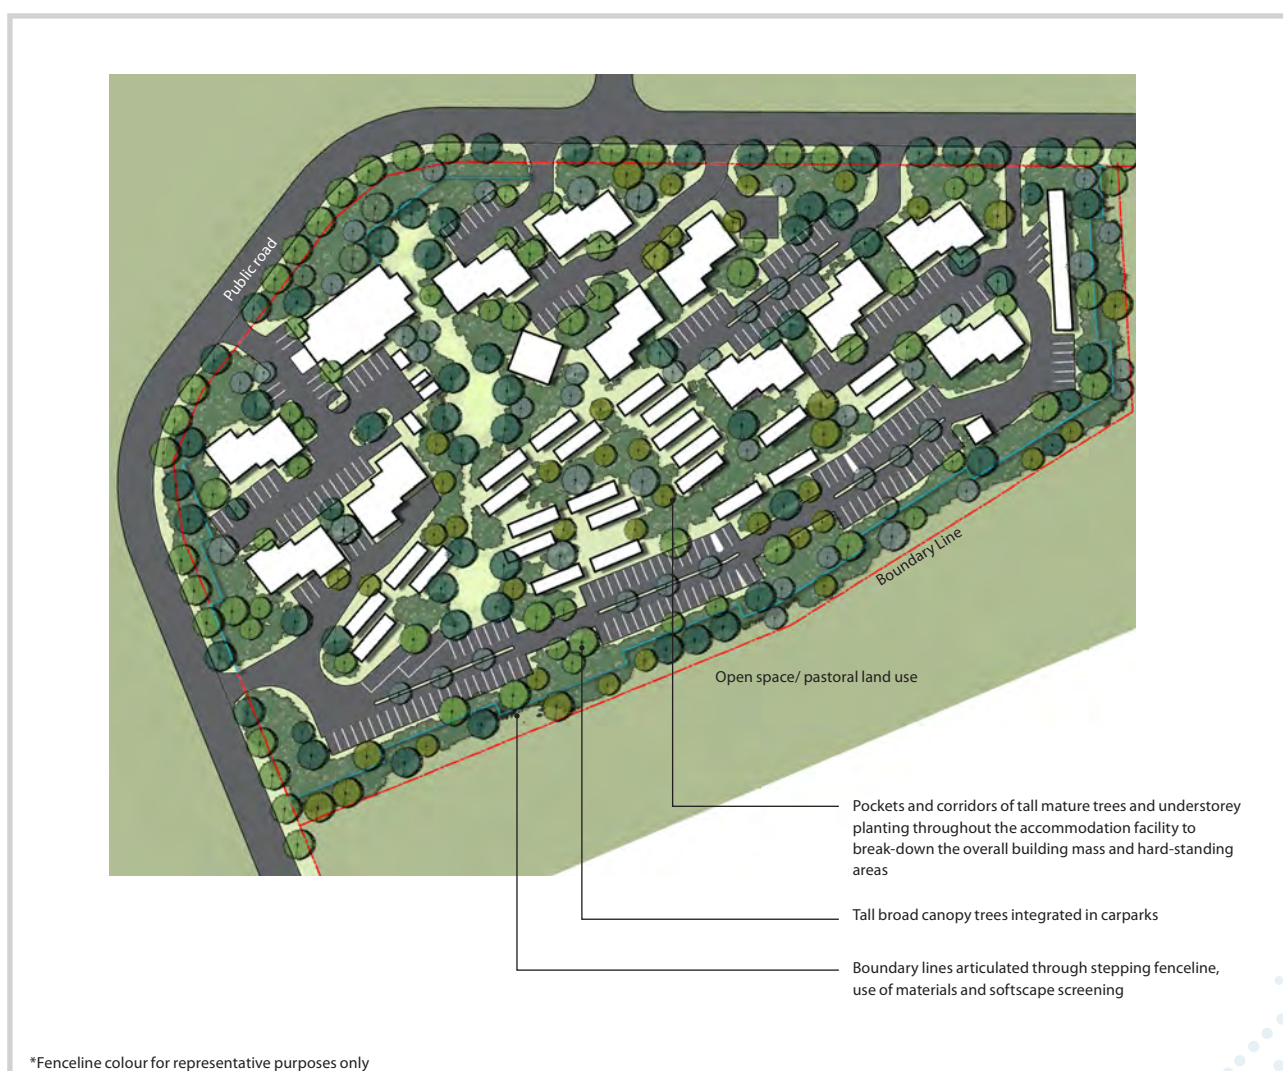 Public road
Boundary Line
Open space/ pastoral land use
Pockets and corridors of tall mature trees and understorey
planting throughout the accommodation facility to
break-down the overall building mass and hard-standing
areas
Tall broad canopy trees integrated in carparks
Boundary lines articulated through stepping fenceline,
use of materials and softscape screening
*Fenceline colour for representative purposes only